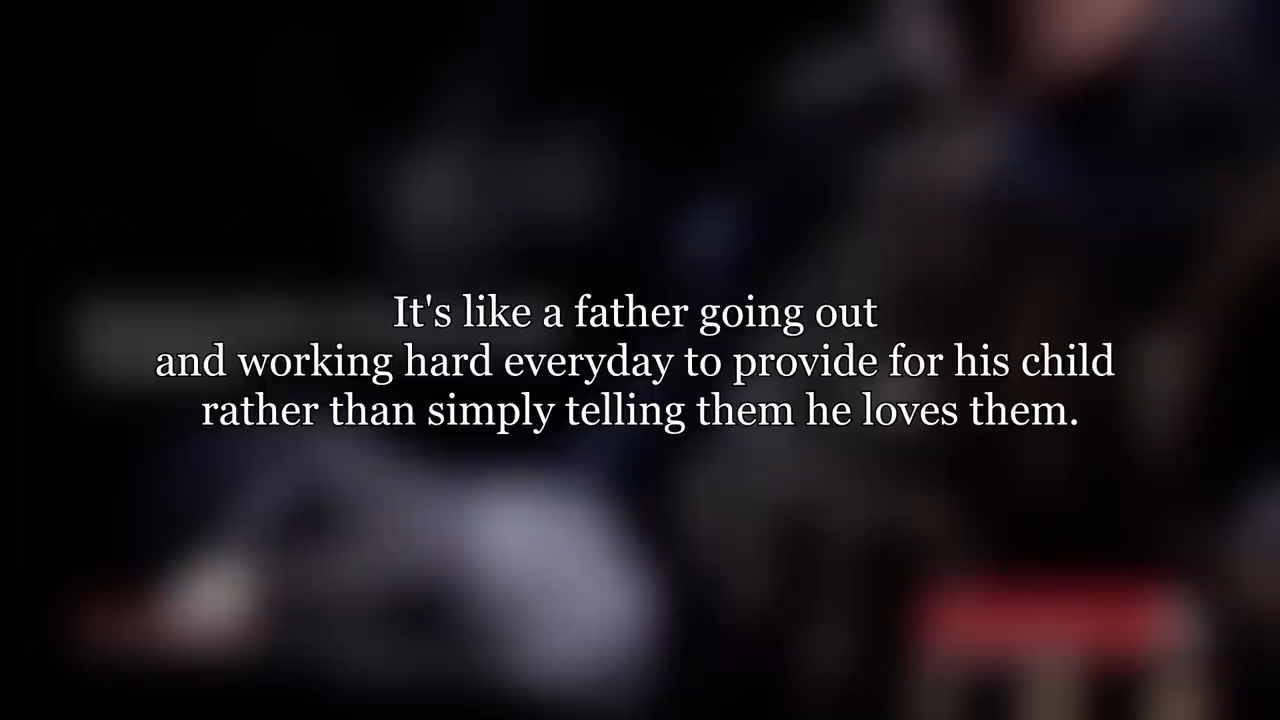 It's like a father going out
and working hard everyday to provide for his child
rather than simply telling them he loves them.